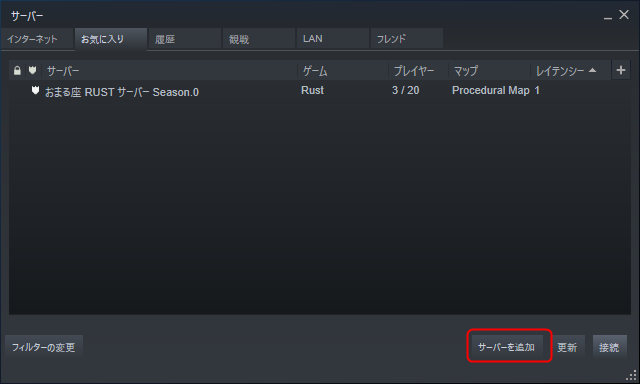 サーバー
インターネット お気に入り 履歴 観戦 LAN フレンド
サーバー ゲーム プレイヤー マップ レイテンシー
おまる座 RUST サーバー Season.0 Rust 3 / 20 Procedural Map 1
フィルターの変更 サーバーを追加 更新 接続